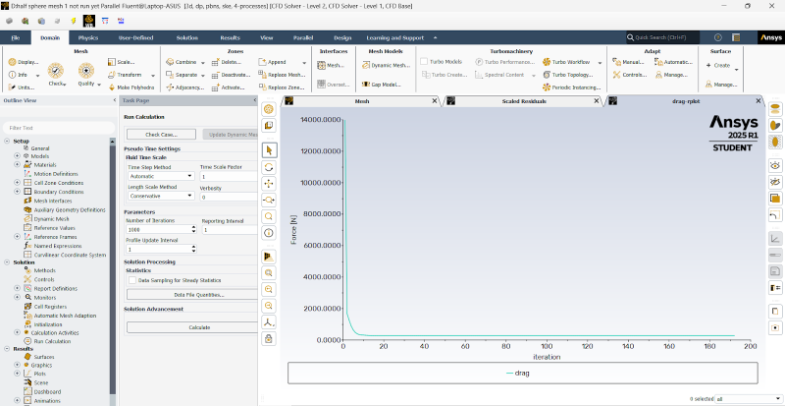 Dthalf sphere mesh 1 not run yet Parallel Fluent@Laptop-ASUS [3d, dp, pbns, ske, 4-processes] [CFD Solver - Level 2, CFD Solver - Level 1, CFD Base]
File Domain Physics User-Defined Solution Results View Parallel Design Learning and Support
Quick Search (Ctrl+F)
Ansys
Mesh
Zones
Interfaces
Mesh Models
Turbomachinery
Adapt
Surface
Display... Scale... Combine Delete... Append Mesh... Dynamic Mesh... Turbo Models Turbo Performance... Turbo Workflow Manual... Automatic... + Create
Info Check Quality Transform Separate Deactivate... Replace Mesh... Turbo Create... Spectral Content Turbo Topology... Controls... Manage...
Units... Make Polyhedra Adjacency... Activate... Replace Zone... Overset... Gap Model... Periodic Instancing... Manage...
Outline View
Filter Text
Setup
General
Models
Materials
Motion Definitions
Cell Zone Conditions
Boundary Conditions
Mesh Interfaces
Auxiliary Geometry Definitions
Dynamic Mesh
Reference Values
Reference Frames
Named Expressions
Curvilinear Coordinate System
Solution
Methods
Controls
Report Definitions
Monitors
Cell Registers
Automatic Mesh Adaption
Initialization
Calculation Activities
Run Calculation
Results
Surfaces
Graphics
Plots
Scene
Dashboard
Animations
Task Page
Run Calculation
Check Case... Update Dynamic Mes
Pseudo Time Settings
Fluid Time Scale
Time Step Method Time Scale Factor
Automatic 1
Length Scale Method Verbosity
Conservative 0
Parameters
Number of Iterations Reporting Interval
1000 1
Profile Update Interval
1
Solution Processing
Statistics
Data Sampling for Steady Statistics
Data File Quantities...
Solution Advancement
Calculate
Mesh
Scaled Residuals
drag-rplot
Ansys
2025 R1
STUDENT
14000.0000
12000.0000
10000.0000
8000.0000
6000.0000
4000.0000
2000.0000
0.0000
Force [N]
0 20 40 60 80 100 120 140 160 180 200
iteration
drag
0 selected all